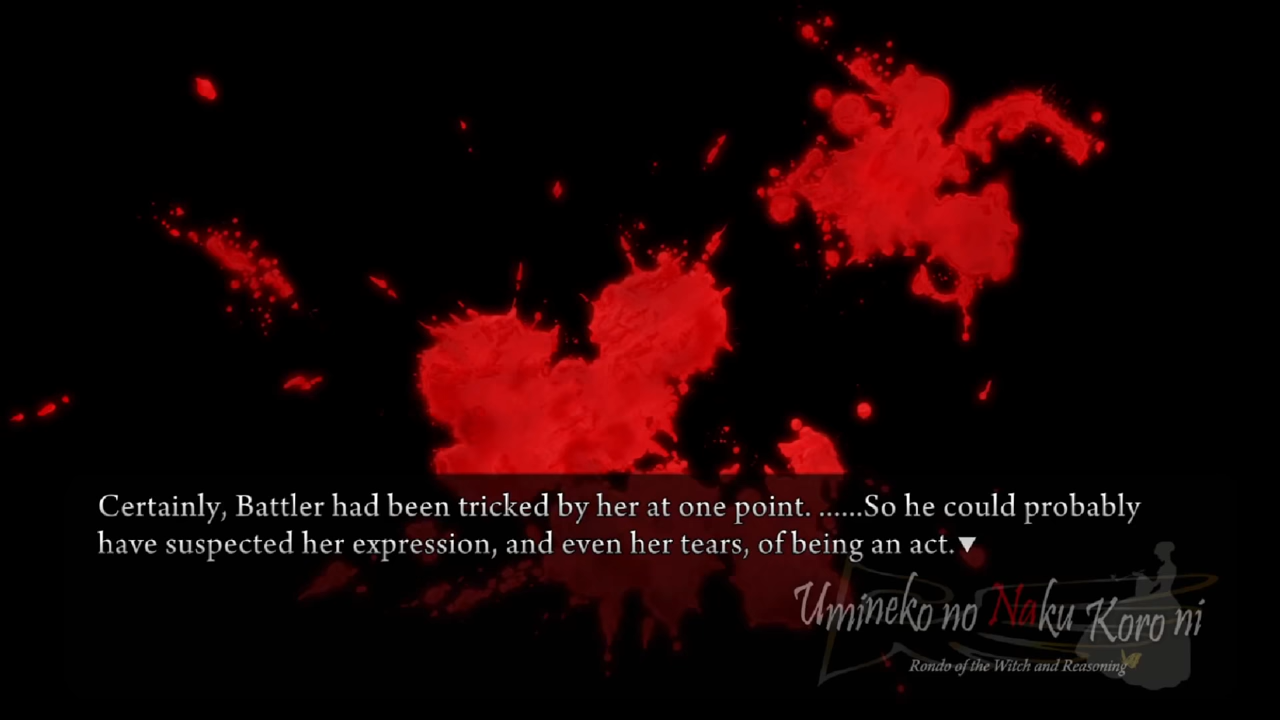 Certainly, Battler had been tricked by her at one point. ......So he could probably
have suspected her expression, and even her tears, of being an act.▼
Umineko no Naku Koro ni
Rondo of the Witch and Reasoning